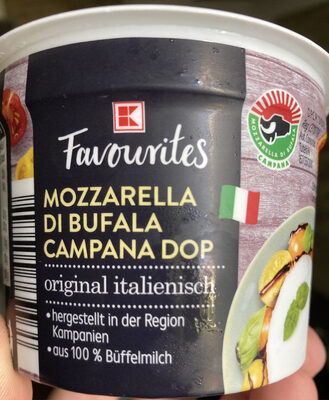 K
Favourites
MOZZARELLA
DI BUFALA
CAMPANA DOP
original italienisch
• hergestellt in der Region
Kampanien
• aus 100 % Büffelmilch
MOZZARELLA DI BUFALA
CAMPANA